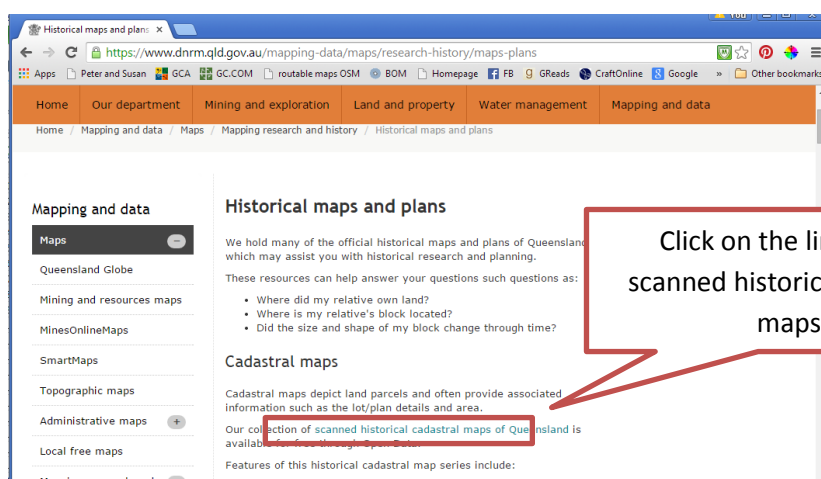 You
Historical maps and plans
https://www.dnrm.qld.gov.au/mapping-data/maps/research-history/maps-plans
Apps Peter and Susan GCA GC.COM routable maps OSM BOM Homepage FB GReads CraftOnline Google » Other bookmarks
Home Our department Mining and exploration Land and property Water management Mapping and data
Home / Mapping and data / Maps / Mapping research and history / Historical maps and plans
Mapping and data
Maps
Queensland Globe
Mining and resources maps
MinesOnlineMaps
SmartMaps
Topographic maps
Administrative maps
Local free maps
Historical maps and plans
We hold many of the official historical maps and plans of Queensland
which may assist you with historical research and planning.
These resources can help answer your questions such questions as:
• Where did my relative own land?
• Where is my relative's block located?
• Did the size and shape of my block change through time?
Cadastral maps
Cadastral maps depict land parcels and often provide associated
information such as the lot/plan details and area.
Our collection of scanned historical cadastral maps of Queensland is
available for free through Open Data.
Features of this historical cadastral map series include:
Click on the
scanned
maps